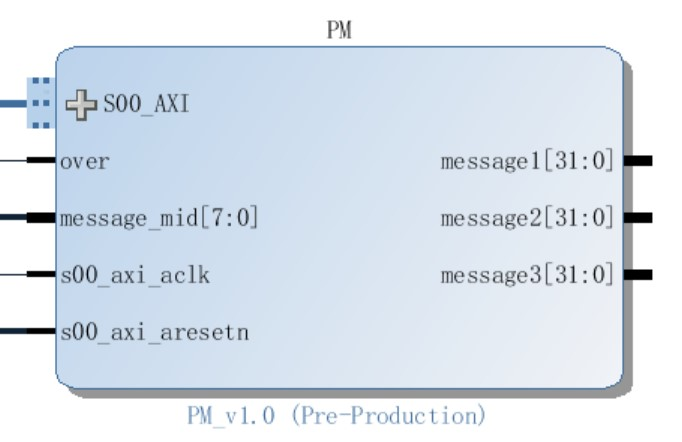 PM
S00_AXI
over
message1[31:0]
message_mid[7:0]
message2[31:0]
s00_axi_aclk
message3[31:0]
s00_axi_aresetn
PM_v1.0 (Pre-Production)